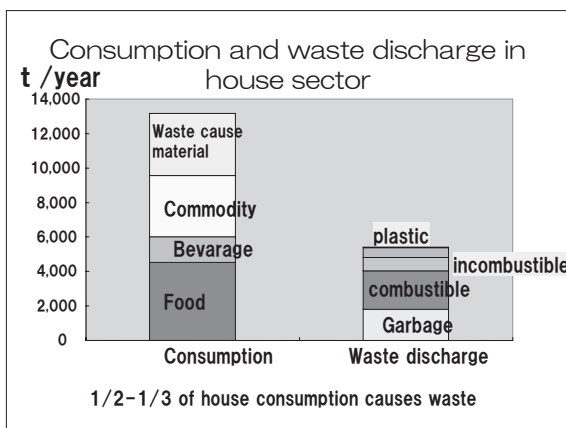 Consumption and waste discharge in
house sector
t /year
14,000
12,000
10,000
8,000
6,000
4,000
2,000
0
Waste cause
material
Commodity
Bevarage
Food
plastic
incombustible
combustible
Garbage
Consumption
Waste discharge
1/2-1/3 of house consumption causes waste